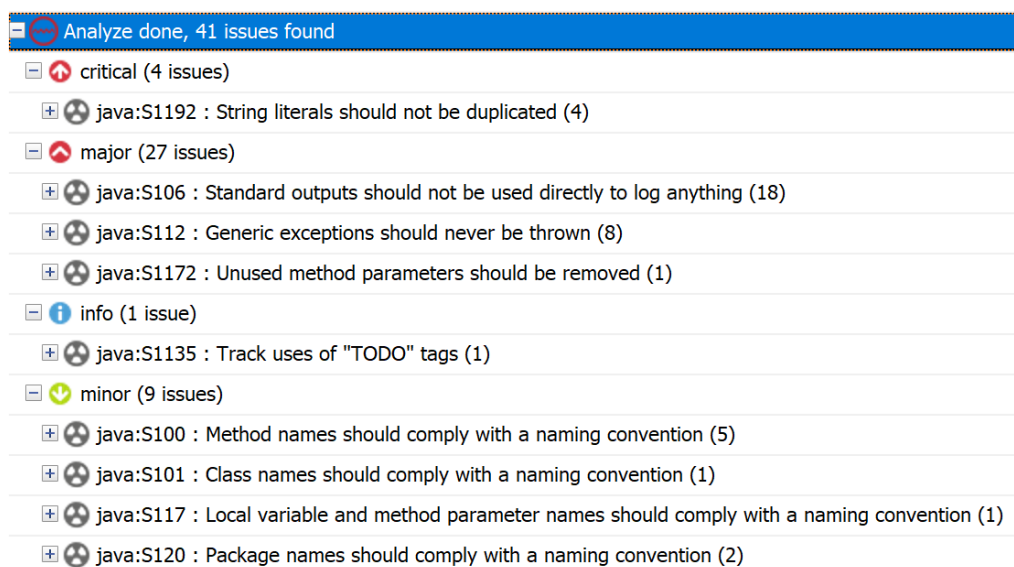 Analyze done, 41 issues found
critical (4 issues)
java:S1192 : String literals should not be duplicated (4)
major (27 issues)
java:S106 : Standard outputs should not be used directly to log anything (18)
java:S112 : Generic exceptions should never be thrown (8)
java:S1172 : Unused method parameters should be removed (1)
info (1 issue)
java:S1135 : Track uses of "TODO" tags (1)
minor (9 issues)
java:S100 : Method names should comply with a naming convention (5)
java:S101 : Class names should comply with a naming convention (1)
java:S117 : Local variable and method parameter names should comply with a naming convention (1)
java:S120 : Package names should comply with a naming convention (2)